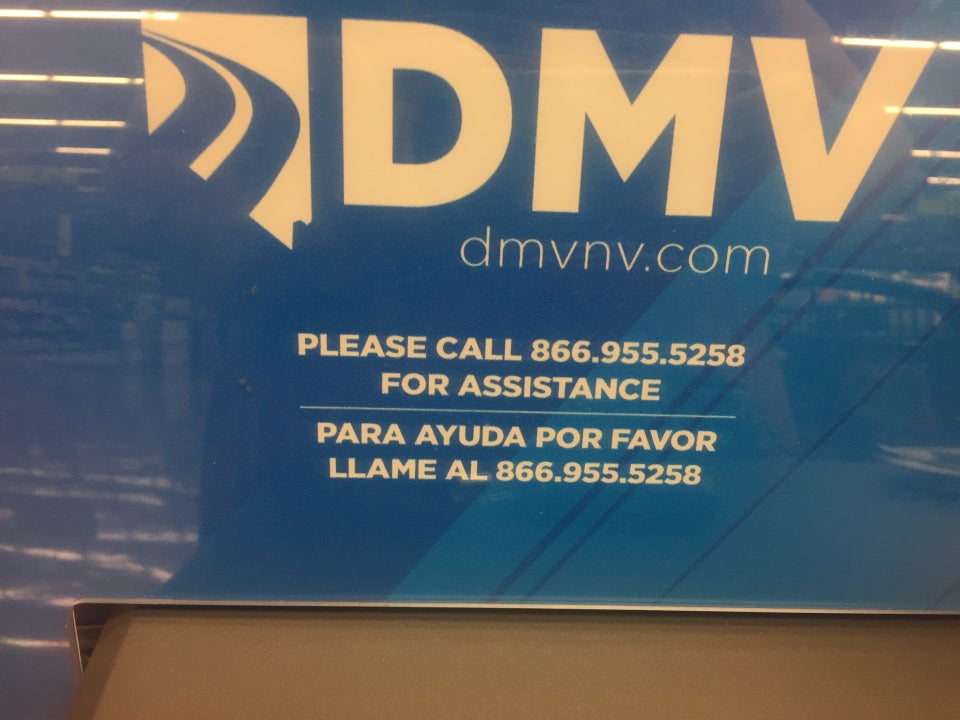 DMV
dmvnv.com
PLEASE CALL 866.955.5258
FOR ASSISTANCE
PARA AYUDA POR FAVOR
LLAME AL 866.955.5258